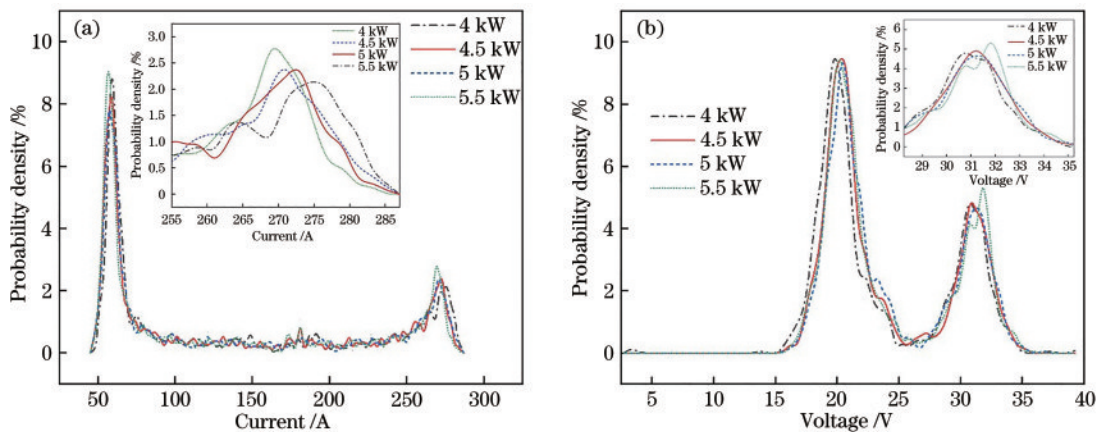 (a)
4 kW
4.5 kW
5 kW
5.5 kW
Probability density /%
10
8
6
4
2
0
50
100
150
200
250
300
Current /A
4 kW
4.5 kW
5 kW
5.5 kW
Probability density /%
3.0
2.5
2.0
1.5
1.0
0.5
0
255
260
265
270
275
280
285
Current /A
(b)
4 kW
4.5 kW
5 kW
5.5 kW
Probability density /%
10
8
6
4
2
0
5
10
15
20
25
30
35
40
Voltage /V
4 kW
4.5 kW
5 kW
5.5 kW
Probability density /%
6
5
4
3
2
1
0
29
30
31
32
33
34
35
Voltage /V